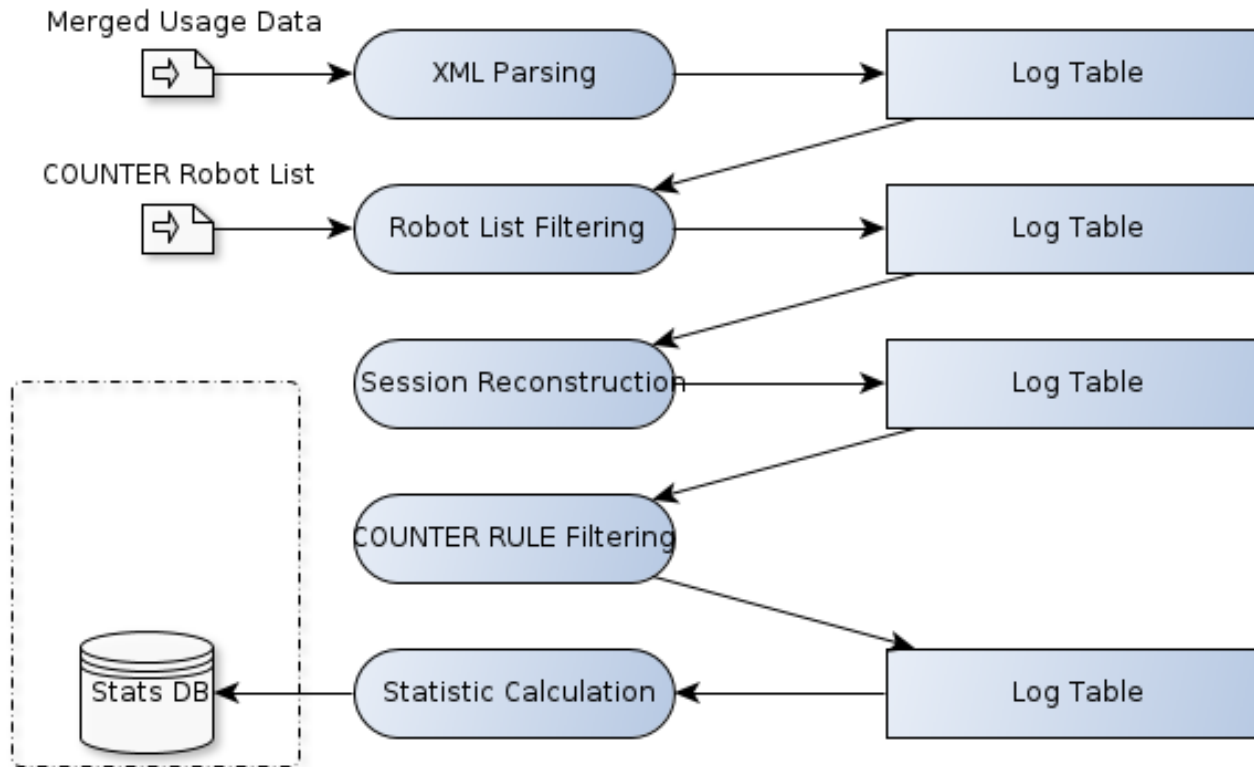 Merged Usage Data
XML Parsing
Log Table
COUNTER Robot List
Robot List Filtering
Log Table
Session Reconstruction
Log Table
COUNTER RULE Filtering
Stats DB
Statistic Calculation
Log Table